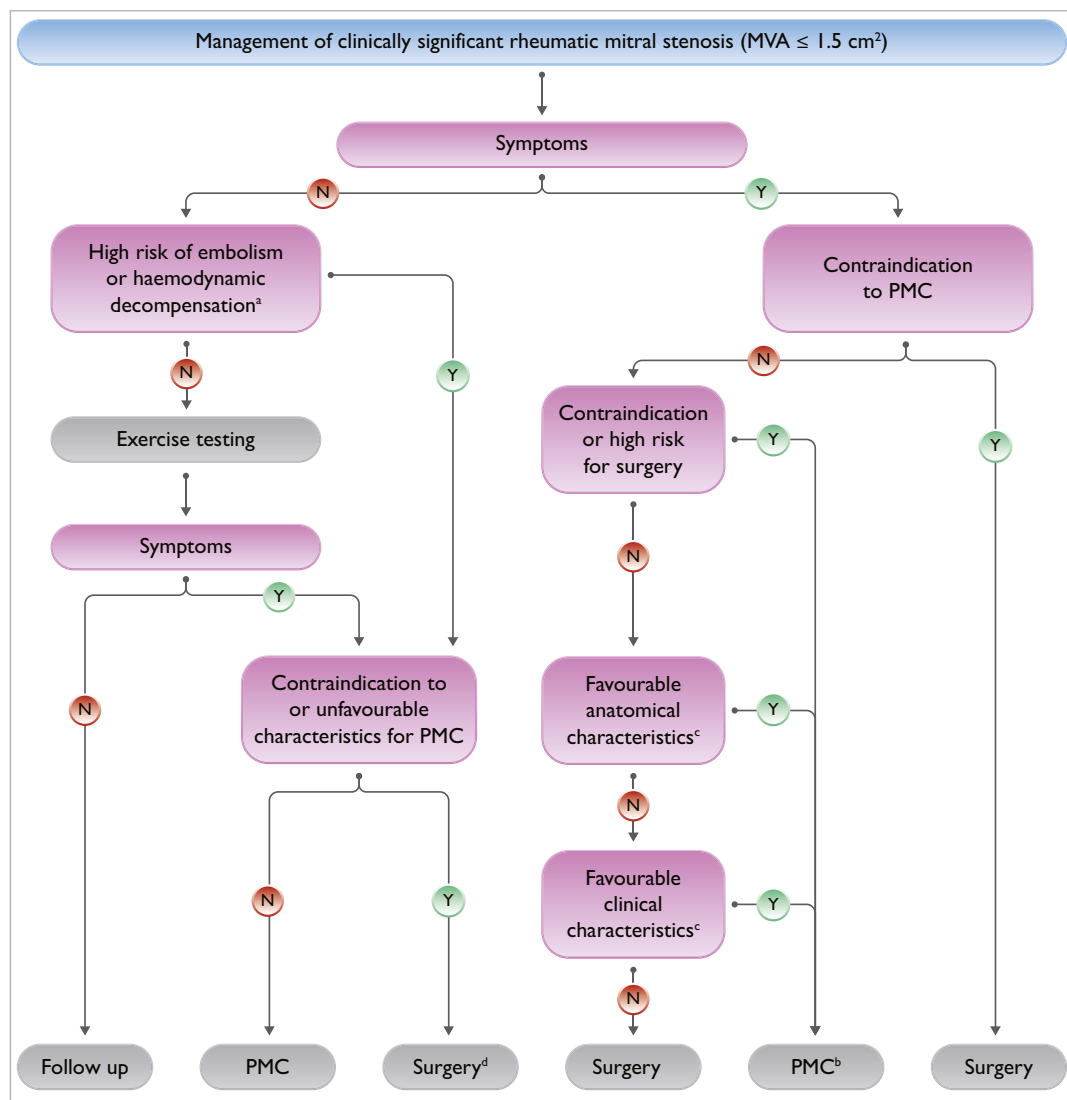 Management of clinically significant rheumatic mitral stenosis (MVA ≤ 1.5 cm²)
Symptoms
N
Y
High risk of embolism
or haemodynamic
decompensationᵃ
Contraindication
to PMC
N
Y
N
Y
Exercise testing
Contraindication
or high risk
for surgery
Y
Symptoms
N
Y
N
Contraindication to
or unfavourable
characteristics for PMC
Favourable
anatomical
characteristicsᶜ
Y
N
N
Y
Favourable
clinical
characteristicsᶜ
Y
N
Follow up
PMC
Surgeryᵈ
Surgery
PMCᵇ
Surgery